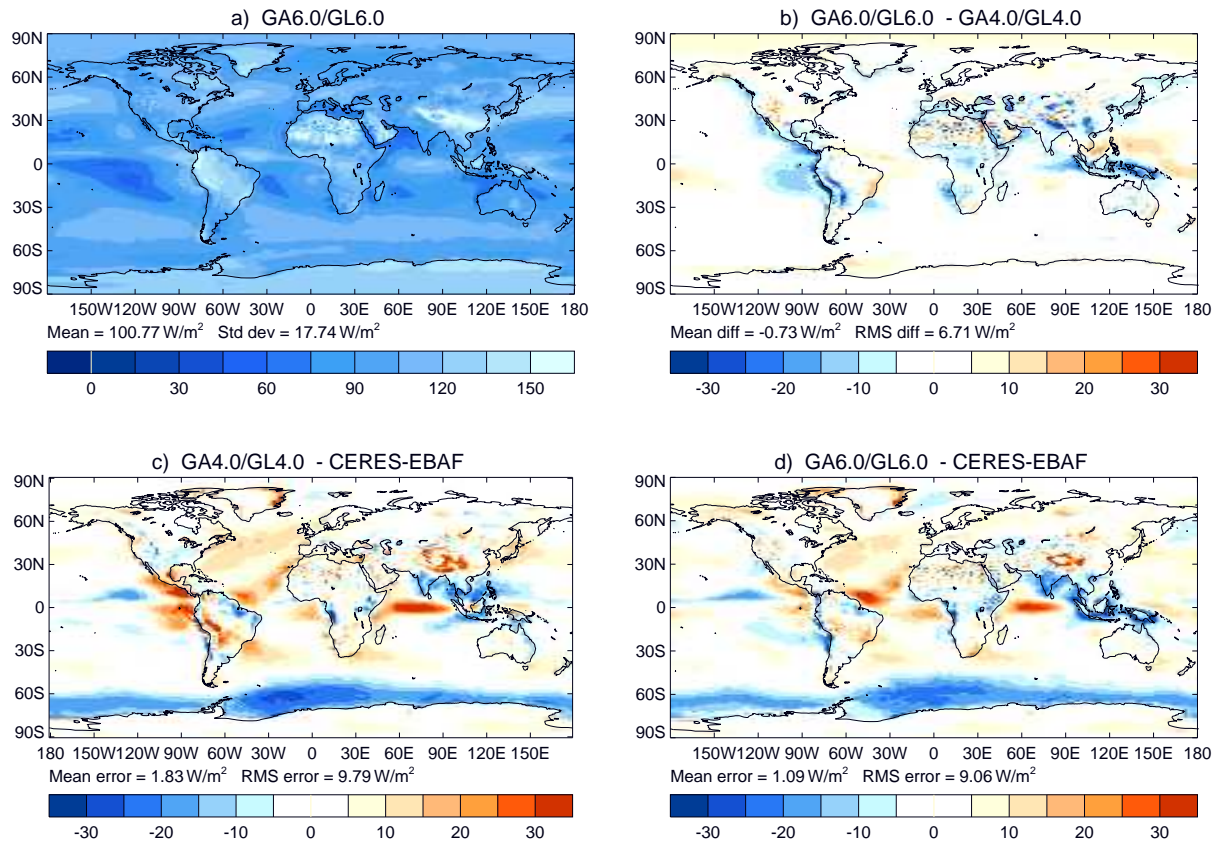 a) GA6.0/GL6.0
90N
60N
30N
0
30S
60S
90S
150W 120W 90W 60W 30W 0 30E 60E 90E 120E 150E 180
Mean = 100.77 W/m² Std dev = 17.74 W/m²
0 30 60 90 120 150
b) GA6.0/GL6.0 - GA4.0/GL4.0
90N
60N
30N
0
30S
60S
90S
150W 120W 90W 60W 30W 0 30E 60E 90E 120E 150E 180
Mean diff = -0.73 W/m² RMS diff = 6.71 W/m²
-30 -20 -10 0 10 20 30
c) GA4.0/GL4.0 - CERES-EBAF
90N
60N
30N
0
30S
60S
90S
180 150W 120W 90W 60W 30W 0 30E 60E 90E 120E 150E
Mean error = 1.83 W/m² RMS error = 9.79 W/m²
-30 -20 -10 0 10 20 30
d) GA6.0/GL6.0 - CERES-EBAF
90N
60N
30N
0
30S
60S
90S
150W 120W 90W 60W 30W 0 30E 60E 90E 120E 150E 180
Mean error = 1.09 W/m² RMS error = 9.06 W/m²
-30 -20 -10 0 10 20 30